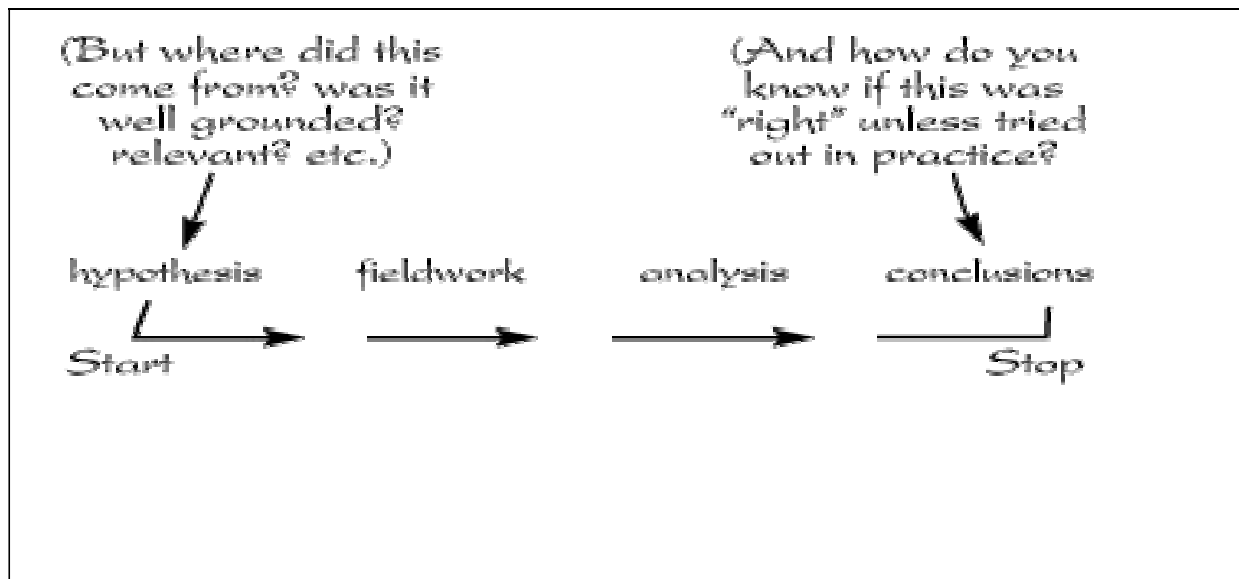 (But where did this
come from? was it
well grounded?
relevant? etc.)
(And how do you
know if this was
"right" unless tried
out in practice?
hypothesis fieldwork analysis conclusions
Start Stop